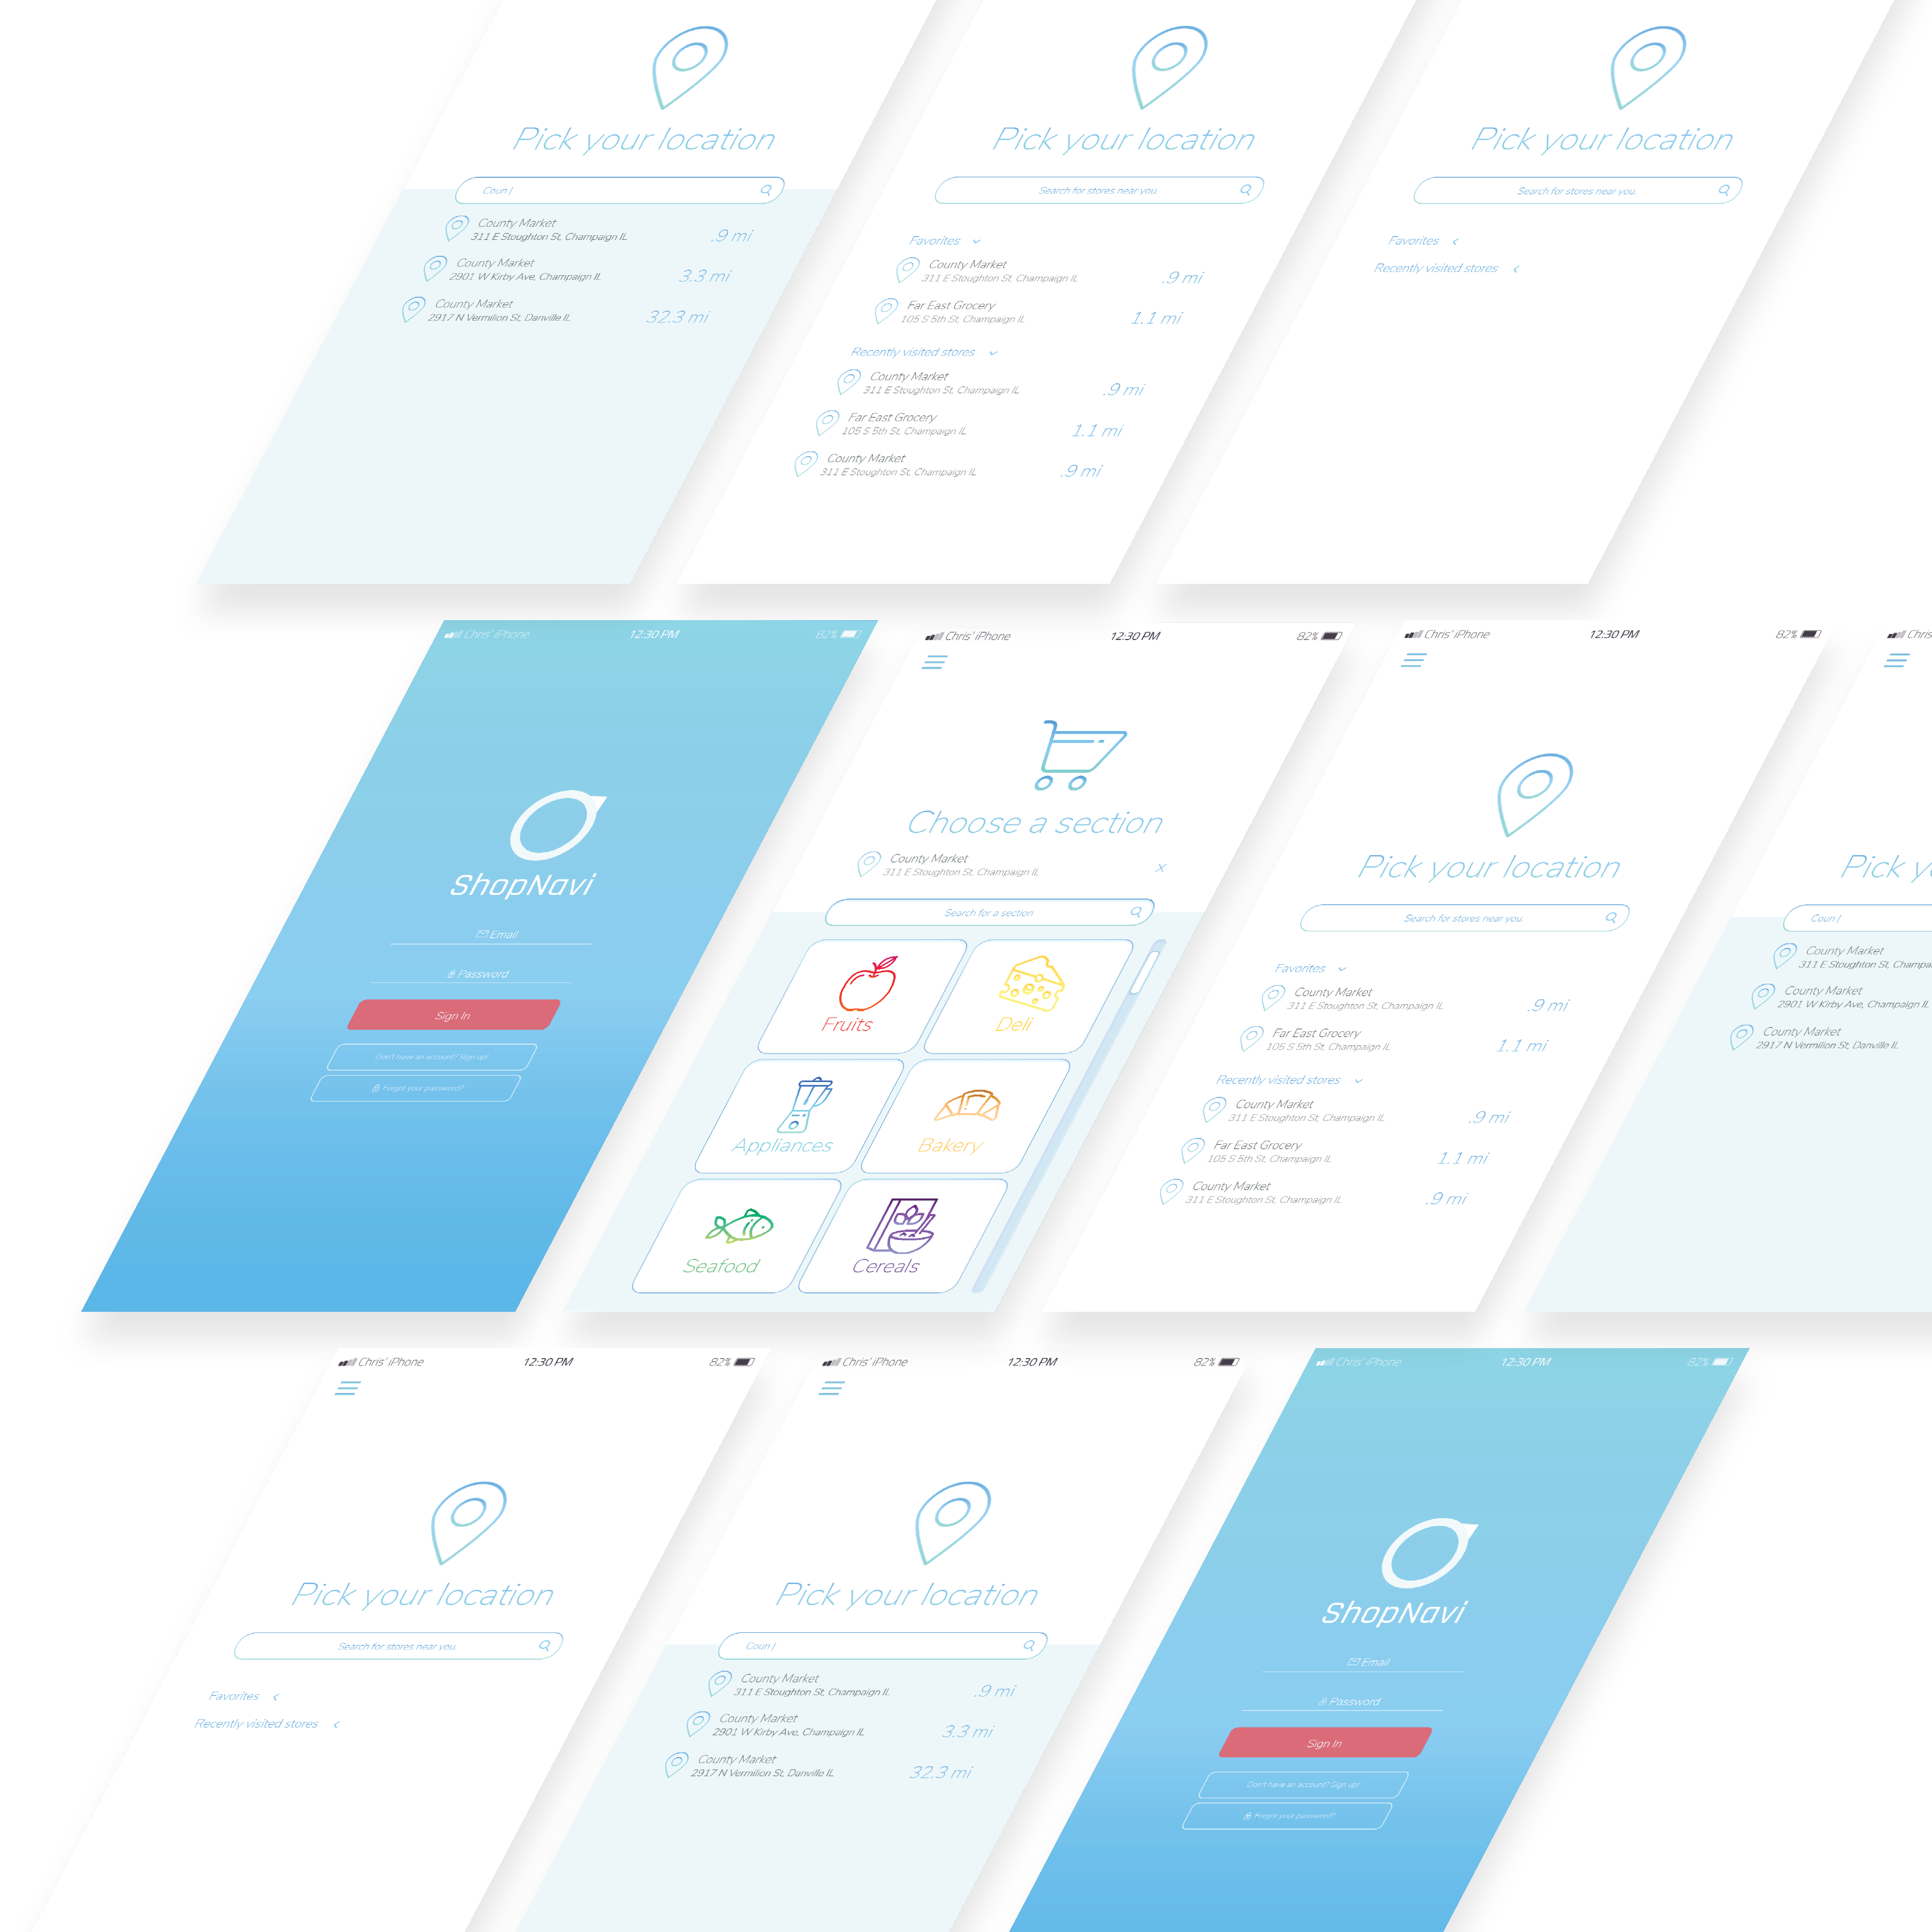 Pick your location
Coun |
County Market
311 E Stoughton St, Champaign IL
.9 mi
County Market
2901 W Kirby Ave, Champaign IL
3.3 mi
County Market
2917 N Vermilion St, Danville IL
32.3 mi
Pick your location
Search for stores near you.
Favorites
County Market
311 E Stoughton St, Champaign IL
.9 mi
Far East Grocery
105 S 5th St, Champaign IL
1.1 mi
Recently visited stores
County Market
311 E Stoughton St, Champaign IL
.9 mi
Far East Grocery
105 S 5th St, Champaign IL
1.1 mi
County Market
311 E Stoughton St, Champaign IL
.9 mi
Pick your location
Search for stores near you.
Favorites
Recently visited stores
Chris' iPhone 12:30 PM 82%
ShopNavi
Email
Password
Sign In
Don't have an account? Sign up!
Forgot your password?
Chris' iPhone 12:30 PM 82%
Choose a section
County Market
311 E Stoughton St, Champaign IL
x
Search for a section
Fruits
Deli
Appliances
Bakery
Seafood
Cereals
Chris' iPhone 12:30 PM 82%
Pick your location
Search for stores near you.
Favorites
County Market
311 E Stoughton St, Champaign IL
.9 mi
Far East Grocery
105 S 5th St, Champaign IL
1.1 mi
Recently visited stores
County Market
311 E Stoughton St, Champaign IL
.9 mi
Far East Grocery
105 S 5th St, Champaign IL
1.1 mi
County Market
311 E Stoughton St, Champaign IL
.9 mi
Chris
Pick yo
Coun |
County Market
311 E Stoughton St, Champa
County Market
2901 W Kirby Ave, Champaign IL
County Market
2917 N Vermilion St, Danville IL
Chris' iPhone 12:30 PM 82%
Pick your location
Search for stores near you.
Favorites
Recently visited stores
Chris' iPhone 12:30 PM 82%
Pick your location
Coun |
County Market
311 E Stoughton St, Champaign IL
.9 mi
County Market
2901 W Kirby Ave, Champaign IL
3.3 mi
County Market
2917 N Vermilion St, Danville IL
32.3 mi
Chris' iPhone 12:30 PM 82%
ShopNavi
Email
Password
Sign In
Don't have an account? Sign up!
Forgot your password?